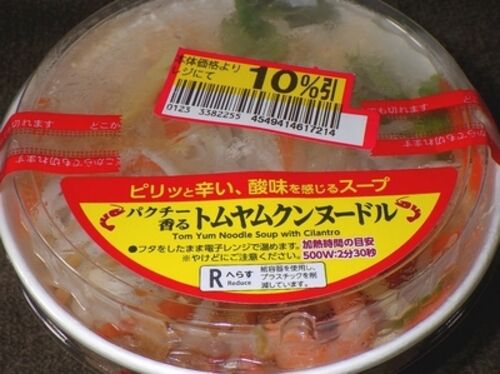 本体価格より
レジにて
10%引
0123 3382255 4549414617214
どこからでも切れます
どこか
ピリッと辛い、酸味を感じるスープ
パクチー香る トムヤムクンヌードル
Tom Yum Noodle Soup with Cilantro
●フタをしたまま電子レンジで温めます。
※やけどにご注意ください。
加熱時間の目安
500W:2分30秒
R へらす
Reduce
紙容器を使用し、
プラスチックを削
減しています。